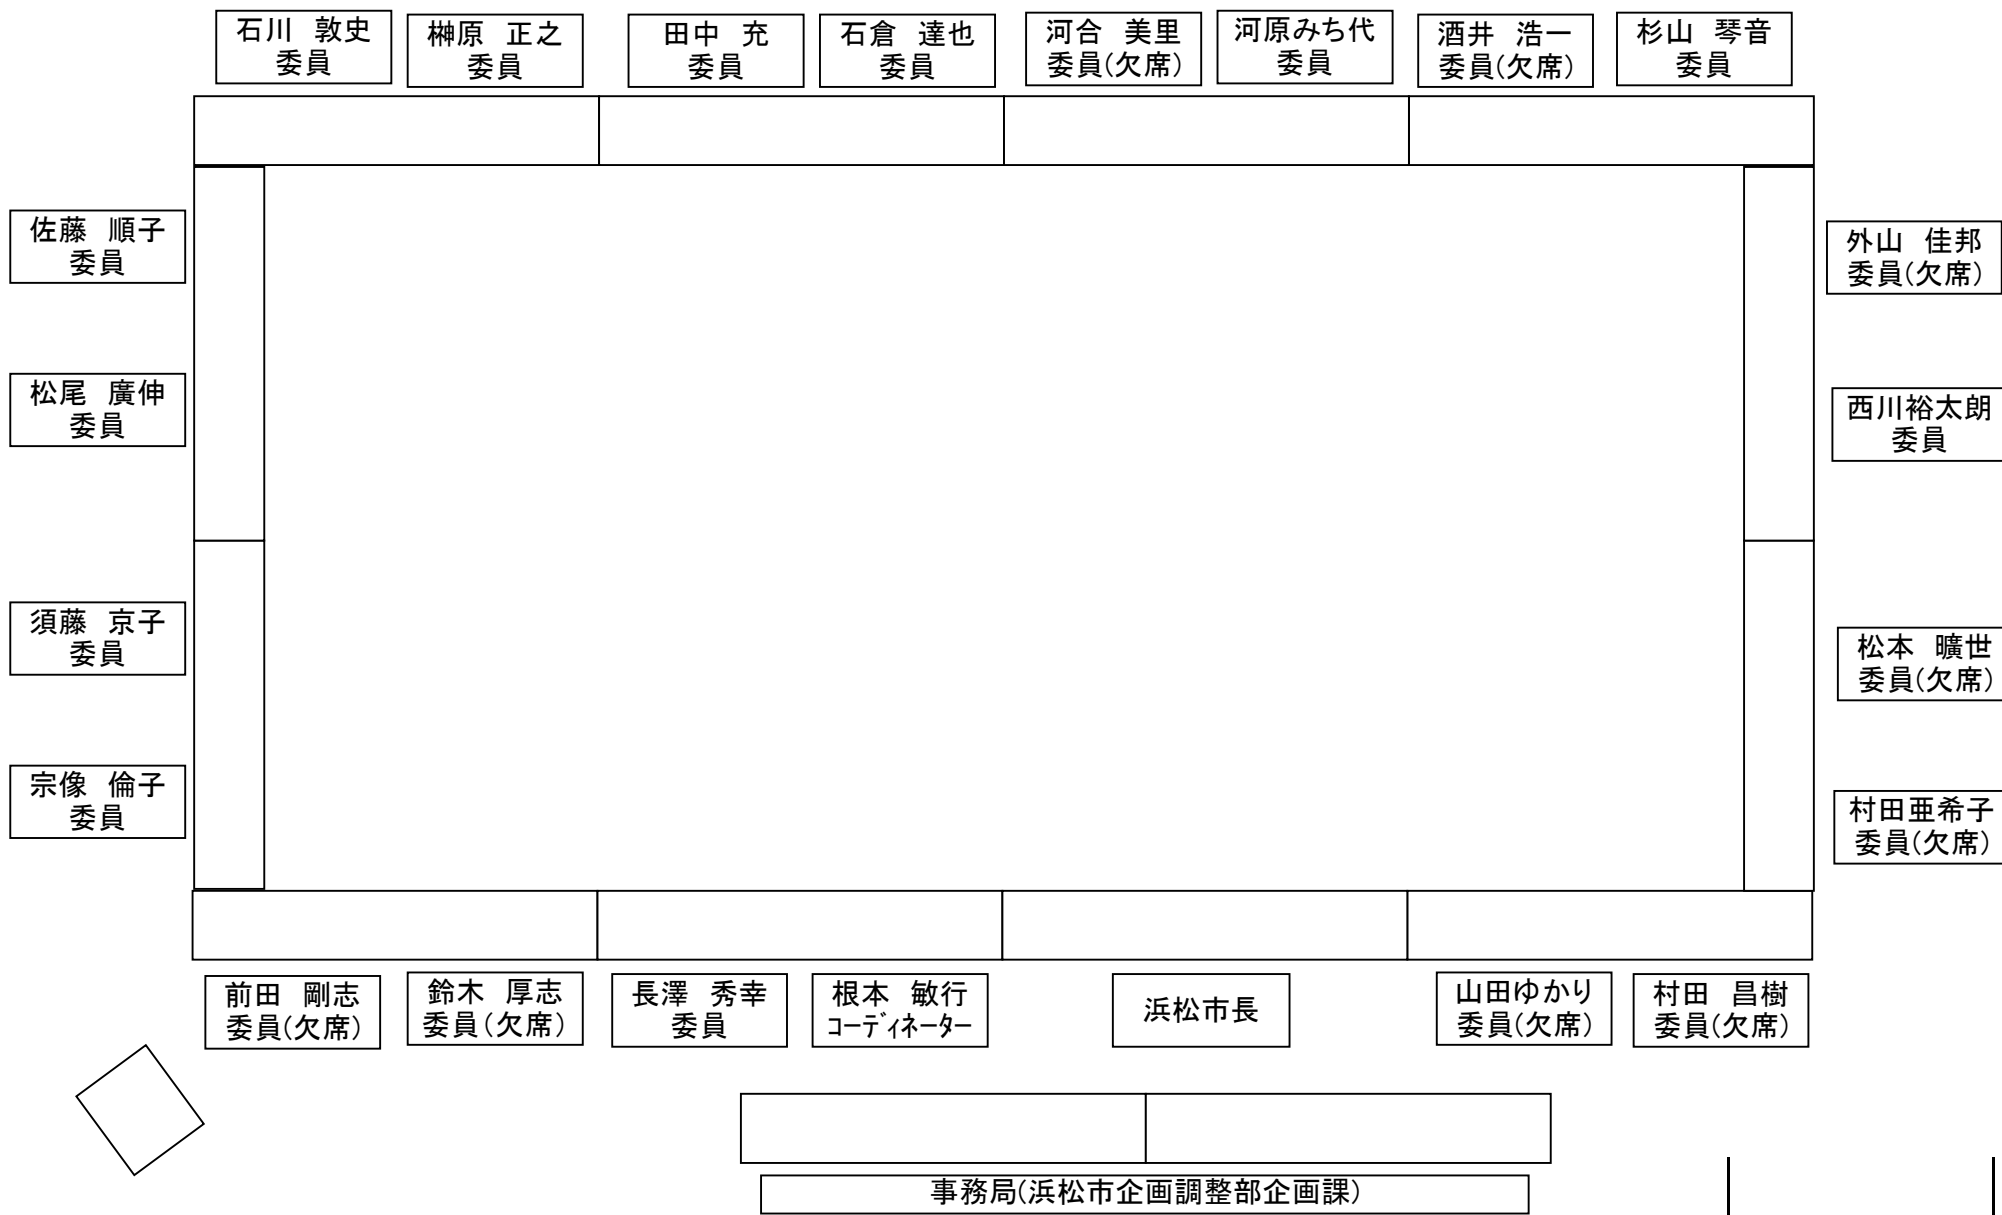 石川 敦史
委員
榊原 正之
委員
田中 充
委員
石倉 達也
委員
河合 美里
委員(欠席)
河原みち代
委員
酒井 浩一
委員(欠席)
杉山 琴音
委員
佐藤 順子
委員
外山 佳邦
委員(欠席)
松尾 廣伸
委員
西川裕太朗
委員
須藤 京子
委員
松本 曠世
委員(欠席)
宗像 倫子
委員
村田亜希子
委員(欠席)
前田 剛志
委員(欠席)
鈴木 厚志
委員(欠席)
長澤 秀幸
委員
根本 敏行
コーディネーター
浜松市長
山田ゆかり
委員(欠席)
村田 昌樹
委員(欠席)
事務局(浜松市企画調整部企画課)